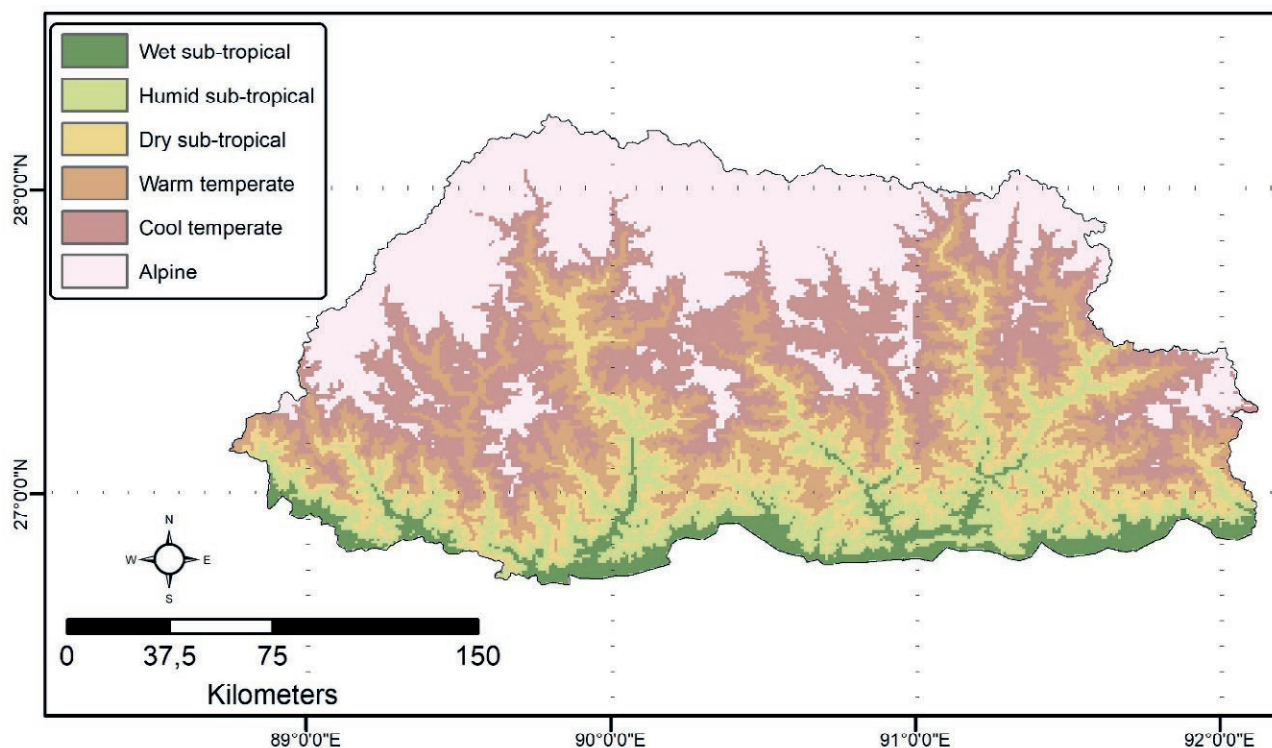 Wet sub-tropical
Humid sub-tropical
Dry sub-tropical
Warm temperate
Cool temperate
Alpine
28°0'0"N
27°0'0"N
N
W
E
S
0
37,5
75
150
Kilometers
89°0'0"E
90°0'0"E
91°0'0"E
92°0'0"E